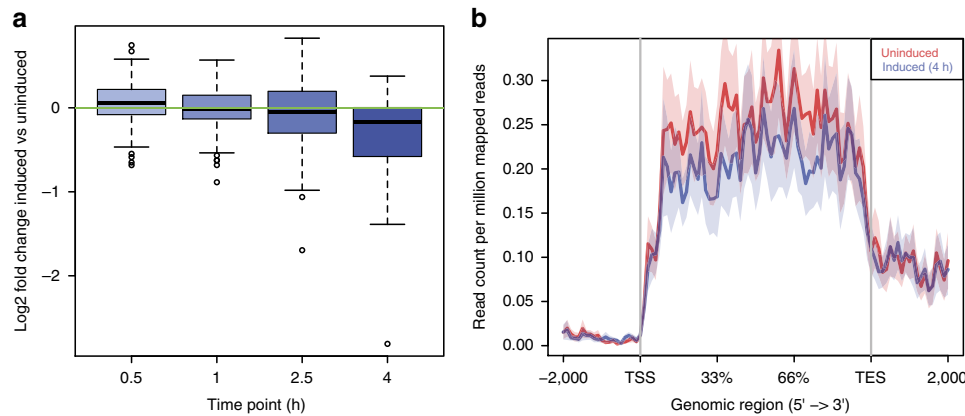 a
Log2 fold change induced vs uninduced
0
−1
−2
0.5 1 2.5 4
Time point (h)
b
Read count per million mapped reads
0.30
0.25
0.20
0.15
0.10
0.05
0.00
Uninduced
Induced (4 h)
−2,000 TSS 33% 66% TES 2,000
Genomic region (5′ −> 3′)